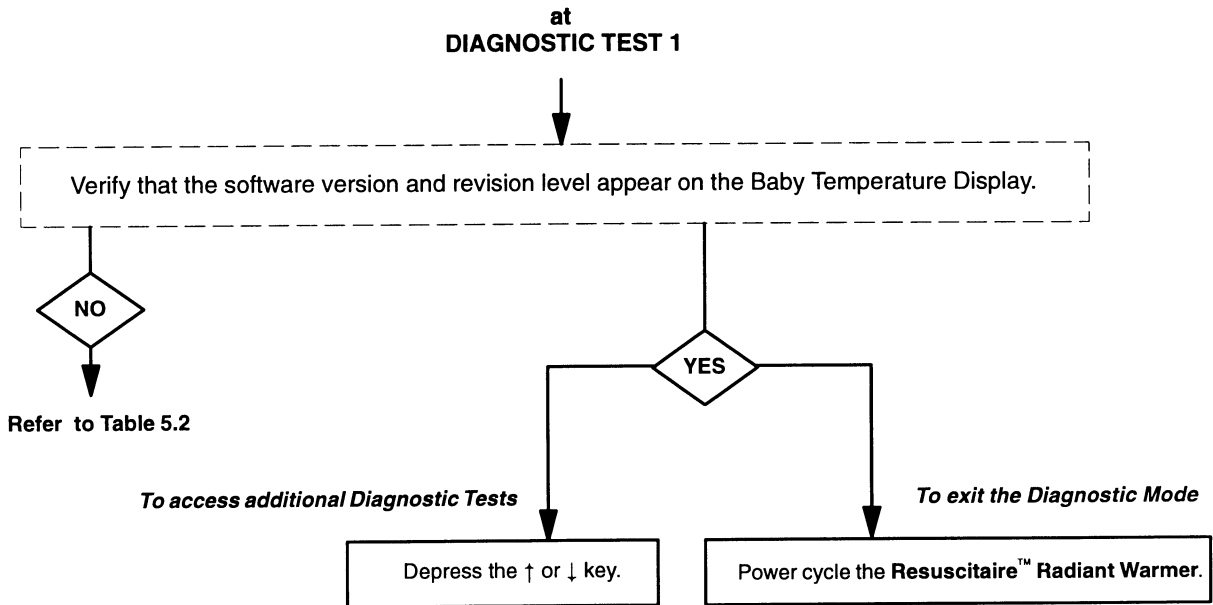 at
DIAGNOSTIC TEST 1
Verify that the software version and revision level appear on the Baby Temperature Display.
NO
YES
Refer to Table 5.2
To access additional Diagnostic Tests
To exit the Diagnostic Mode
Depress the ↑ or ↓ key.
Power cycle the Resuscitaire™ Radiant Warmer.